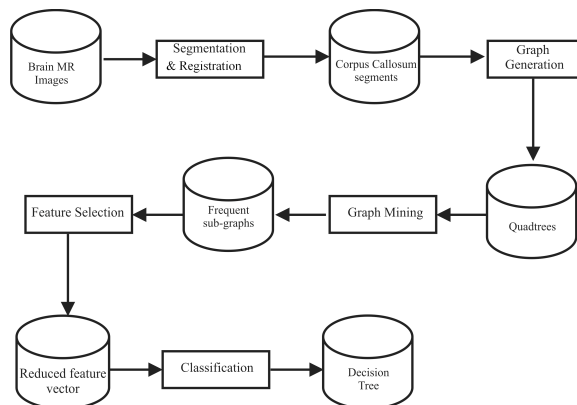 Brain MR
Images
Segmentation
& Registration
Corpus Callosum
segments
Graph
Generation
Feature Selection
Frequent
sub-graphs
Graph Mining
Quadtrees
Reduced feature
vector
Classification
Decision
Tree